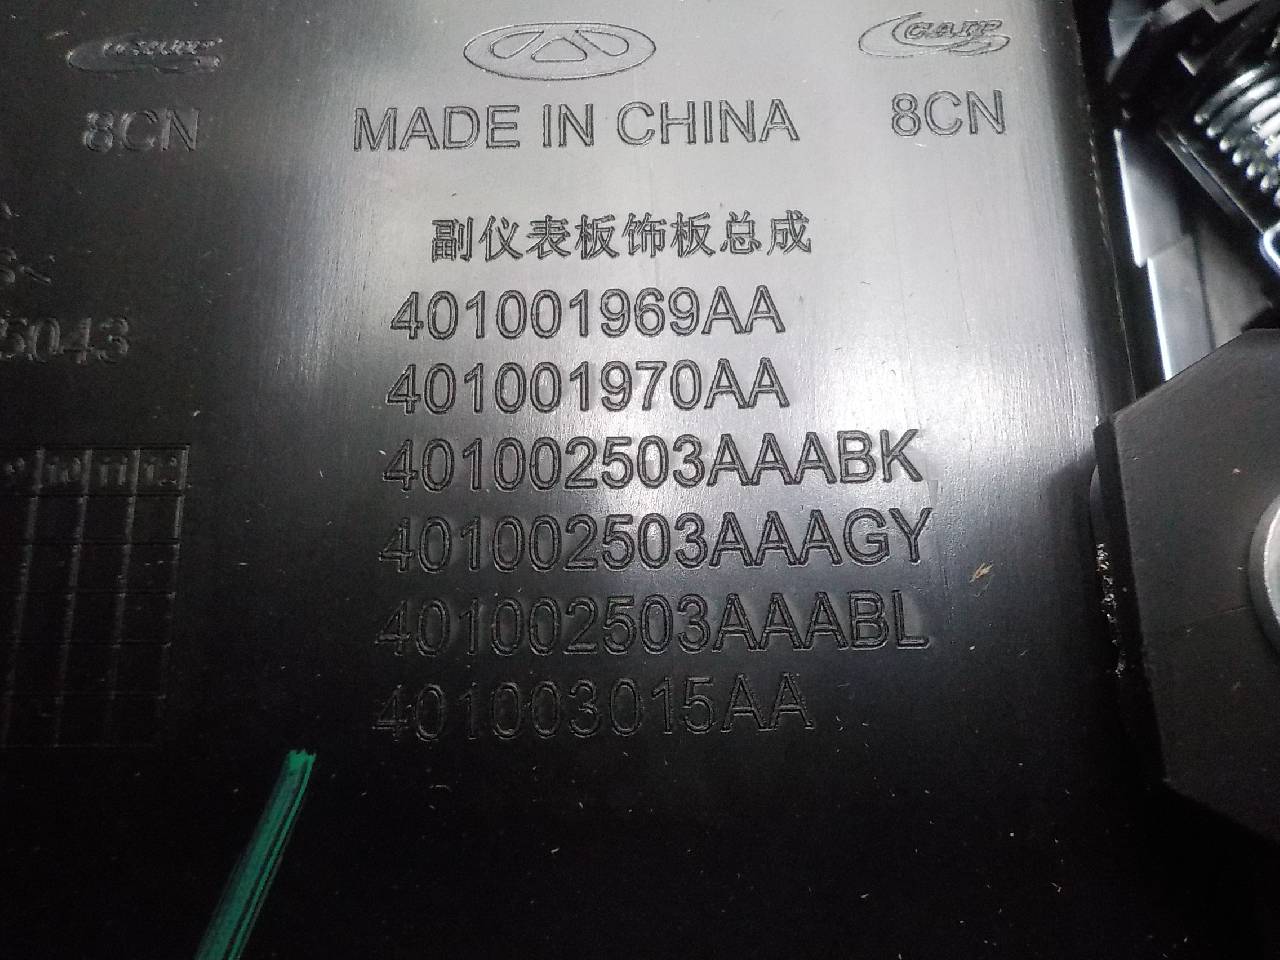 8CN MADE IN CHINA 8CN
副仪表板饰板总成
401001969AA
401001970AA
401002503AAABK
401002503AAAGY
401002503AAABL
401003015AA